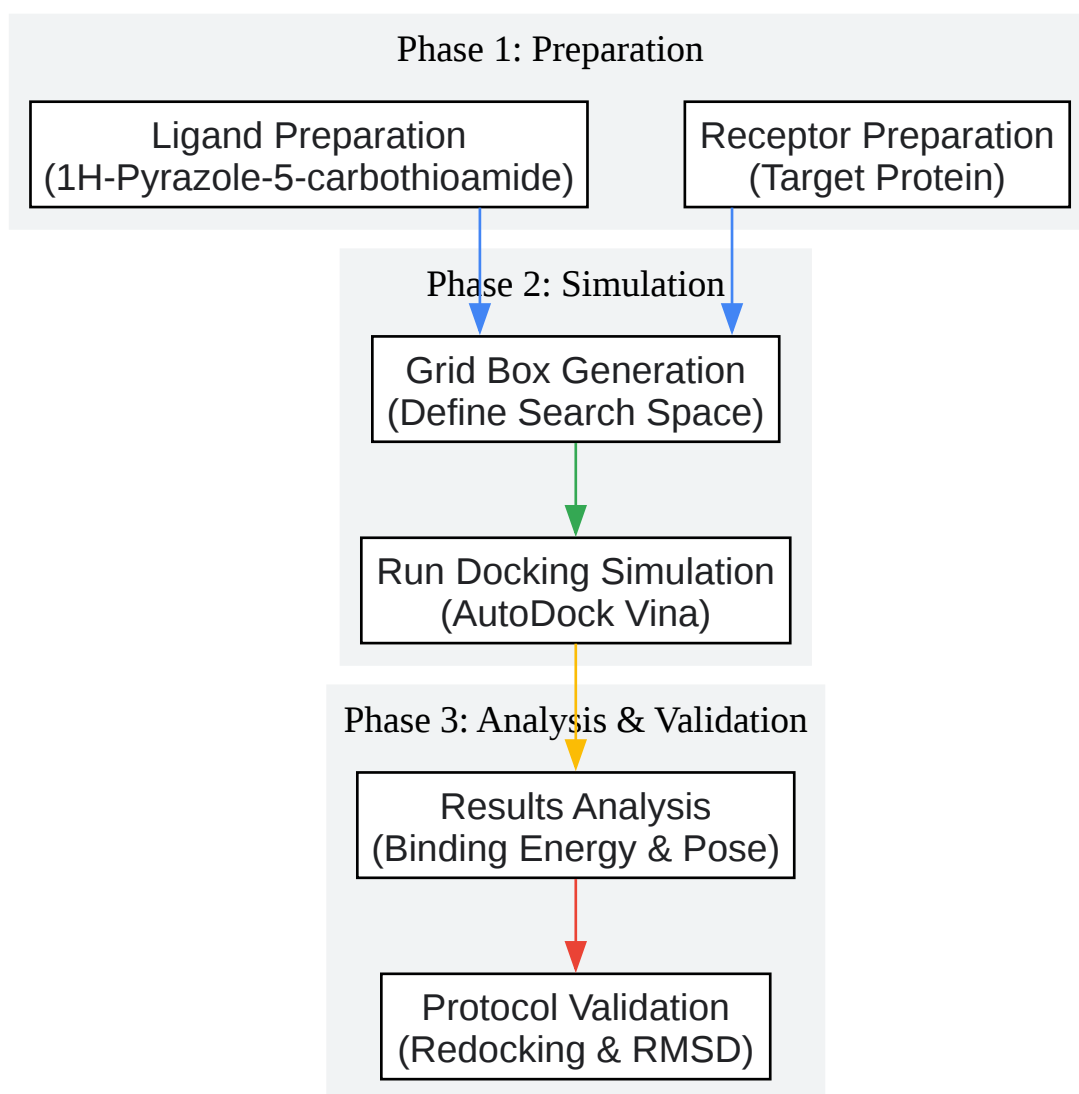 Phase 1: Preparation
Ligand Preparation
(1H-Pyrazole-5-carbothioamide)
Receptor Preparation
(Target Protein)
Phase 2: Simulation
Grid Box Generation
(Define Search Space)
Run Docking Simulation
(AutoDock Vina)
Phase 3: Analysis & Validation
Results Analysis
(Binding Energy & Pose)
Protocol Validation
(Redocking & RMSD)